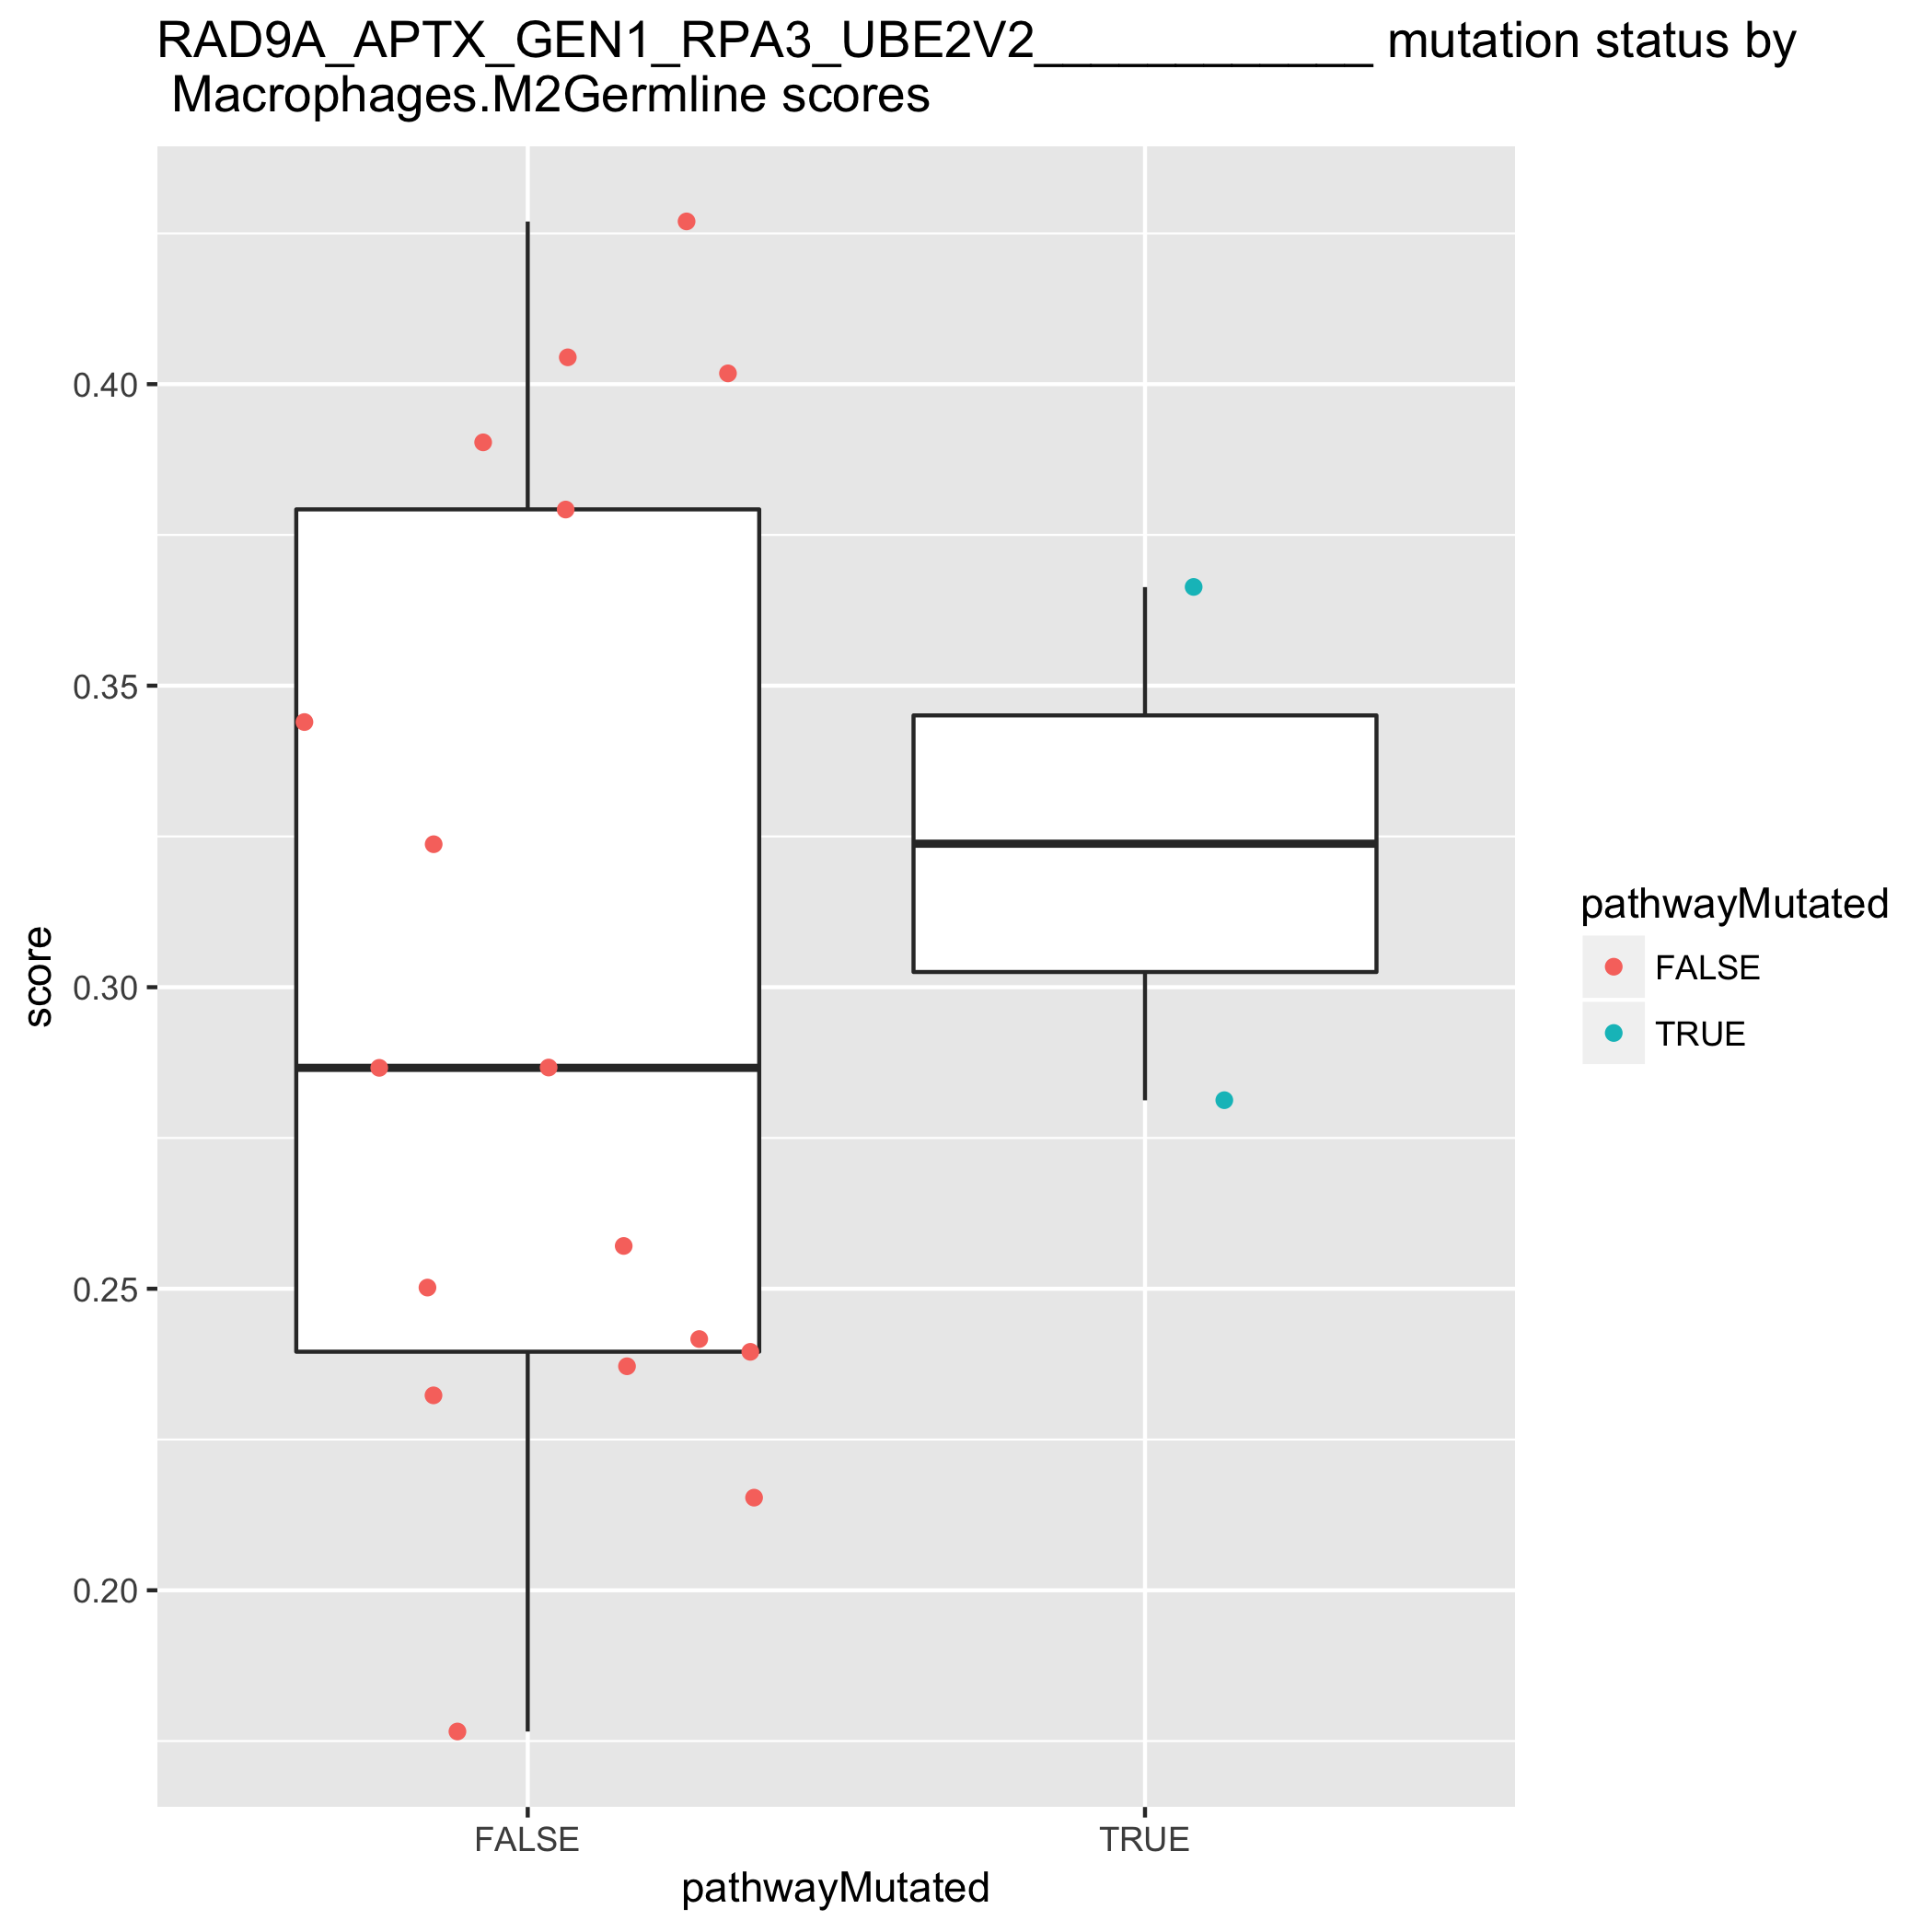 RAD9A_APTX_GEN1_RPA3_UBE2V2____________ mutation status by
Macrophages.M2Germline scores
score
0.40
0.35
0.30
0.25
0.20
FALSE
TRUE
pathwayMutated
pathwayMutated
FALSE
TRUE